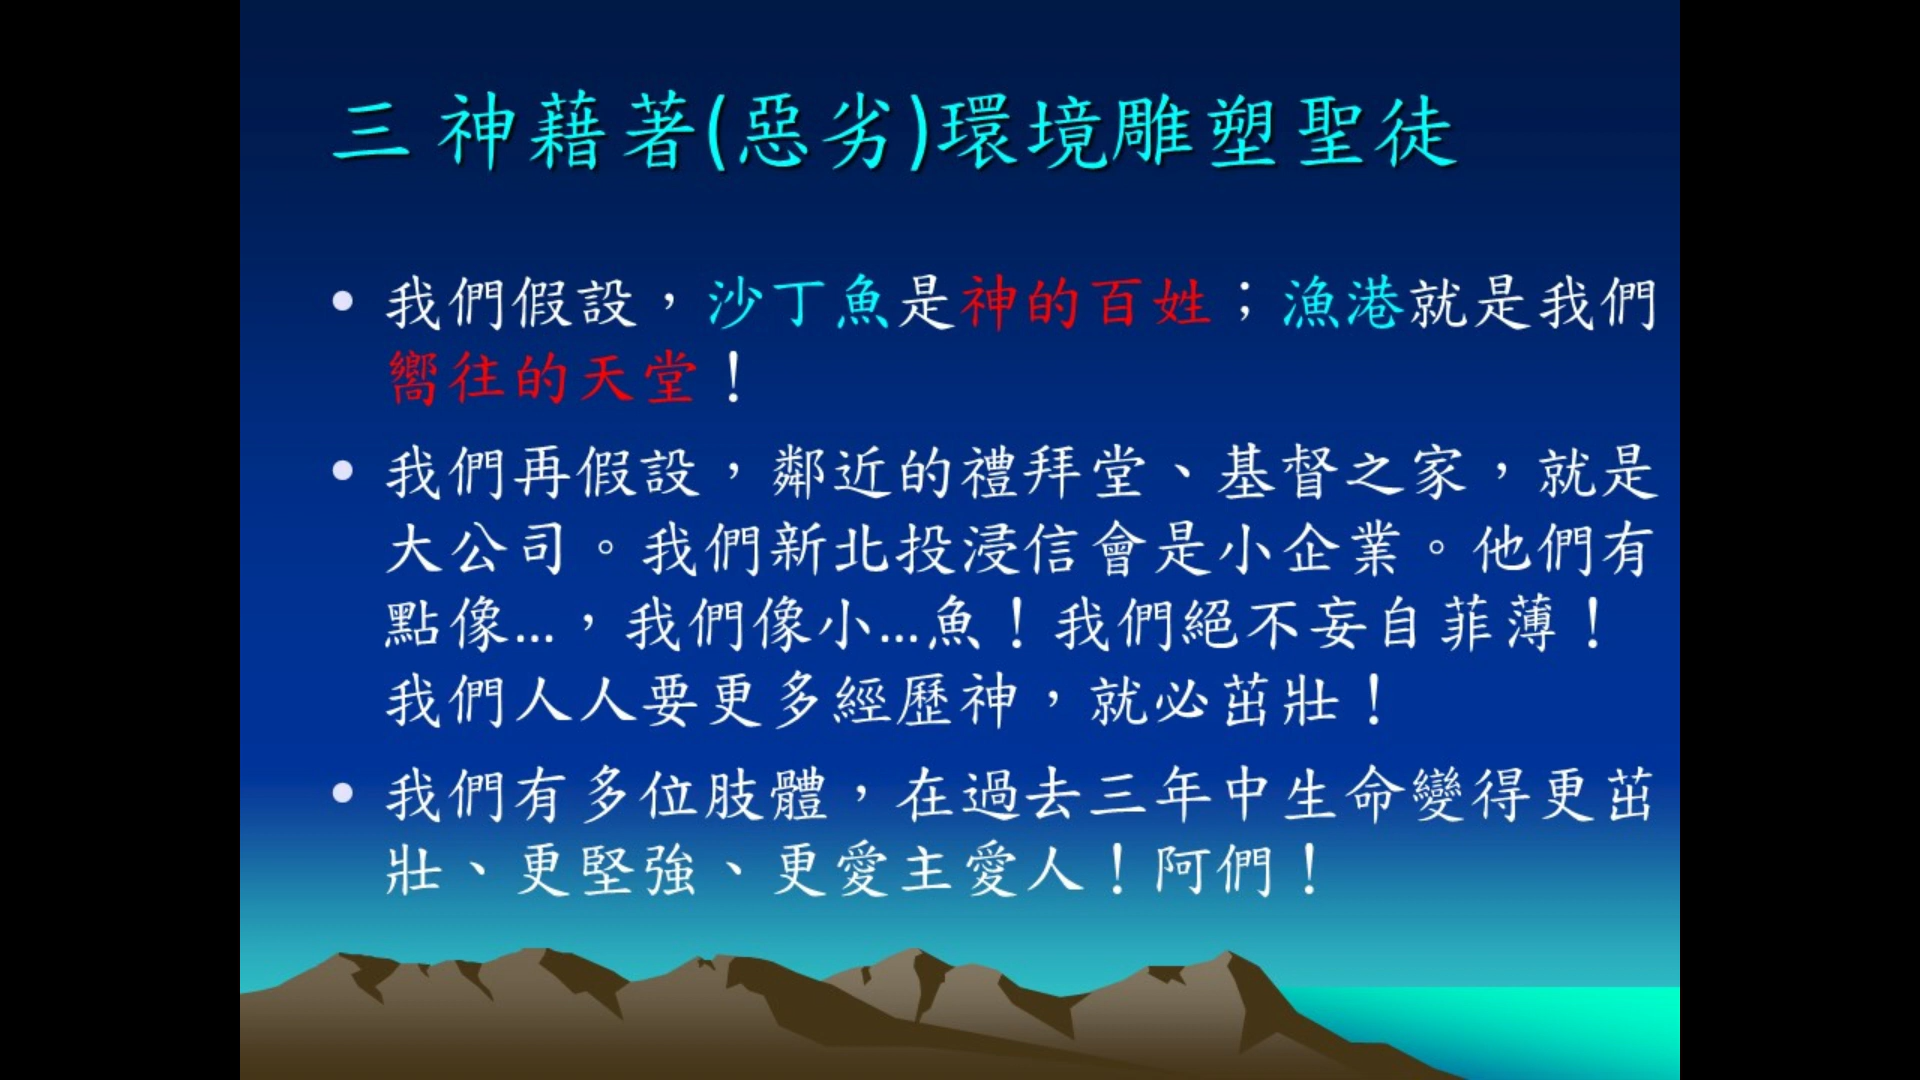 三 神藉著(惡劣)環境雕塑聖徒
• 我們假設，沙丁魚是神的百姓；漁港就是我們
嚮往的天堂！
• 我們再假設，鄰近的禮拜堂、基督之家，就是
大公司。我們新北投浸信會是小企業。他們有
點像...，我們像小...魚！我們絕不妄自菲薄！
我們人人要更多經歷神，就必茁壯！
• 我們有多位肢體，在過去三年中生命變得更茁
壯、更堅強、更愛主愛人！阿們！